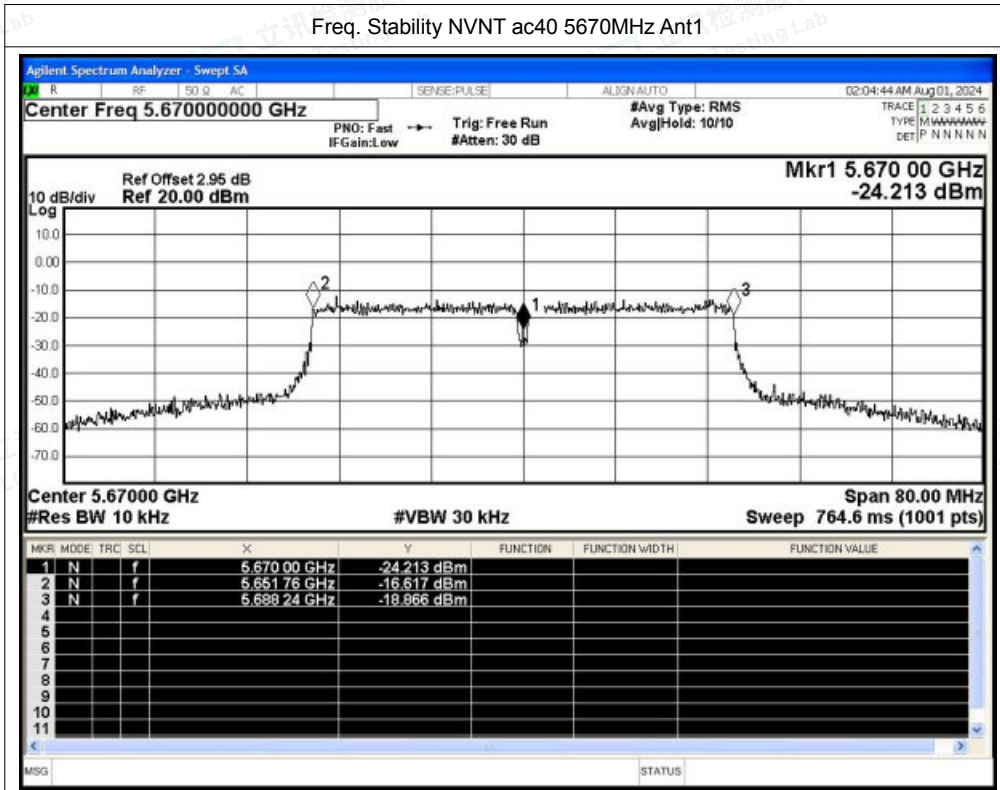 Freq. Stability NVNT ac40 5670MHz Ant1
Agilent Spectrum Analyzer - Swept SA
R RF 50 Ω AC SENSE:PULSE ALIGN AUTO 02:04:44 AM Aug 01, 2024
Center Freq 5.670000000 GHz #Avg Type: RMS TRACE 1 2 3 4 5 6
PNO: Fast Trig: Free Run Avg|Hold: 10/10 TYPE M
IFGain:Low #Atten: 30 dB DET P N N N N N
Mkr1 5.670 00 GHz
Ref Offset 2.95 dB
10 dB/div Ref 20.00 dBm -24.213 dBm
Log
10.0
0.00
-10.0
2
3
1
-20.0
-30.0
-40.0
-50.0
-60.0
-70.0
Center 5.67000 GHz Span 80.00 MHz
#Res BW 10 kHz #VBW 30 kHz Sweep 764.6 ms (1001 pts)
MKR MODE TRC SCL X Y FUNCTION FUNCTION WIDTH FUNCTION VALUE
1 N f 5.670 00 GHz -24.213 dBm
2 N f 5.651 76 GHz -16.617 dBm
3 N f 5.688 24 GHz -18.866 dBm
4
5
6
7
8
9
10
11
MSG STATUS